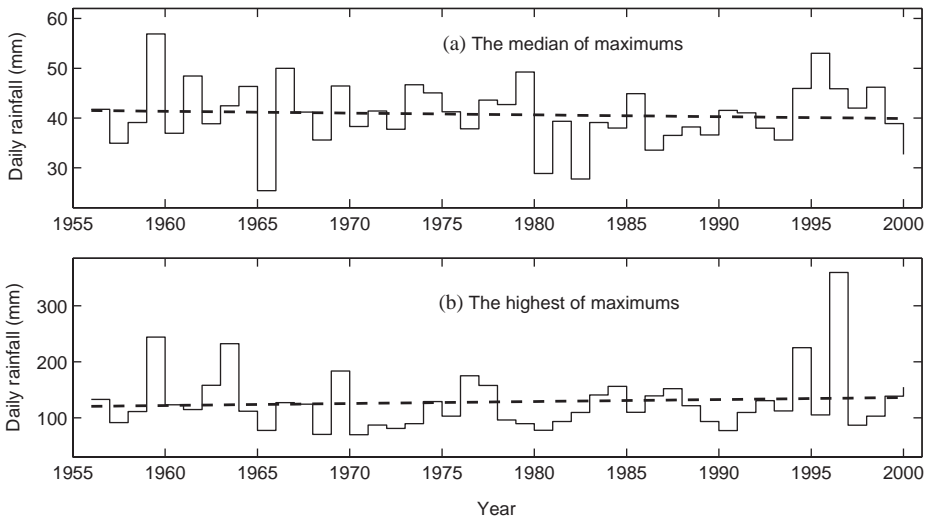 60
50
40
30
Daily rainfall (mm)
(a) The median of maximums
1955 1960 1965 1970 1975 1980 1985 1990 1995 2000
300
200
100
Daily rainfall (mm)
(b) The highest of maximums
1955 1960 1965 1970 1975 1980 1985 1990 1995 2000
Year